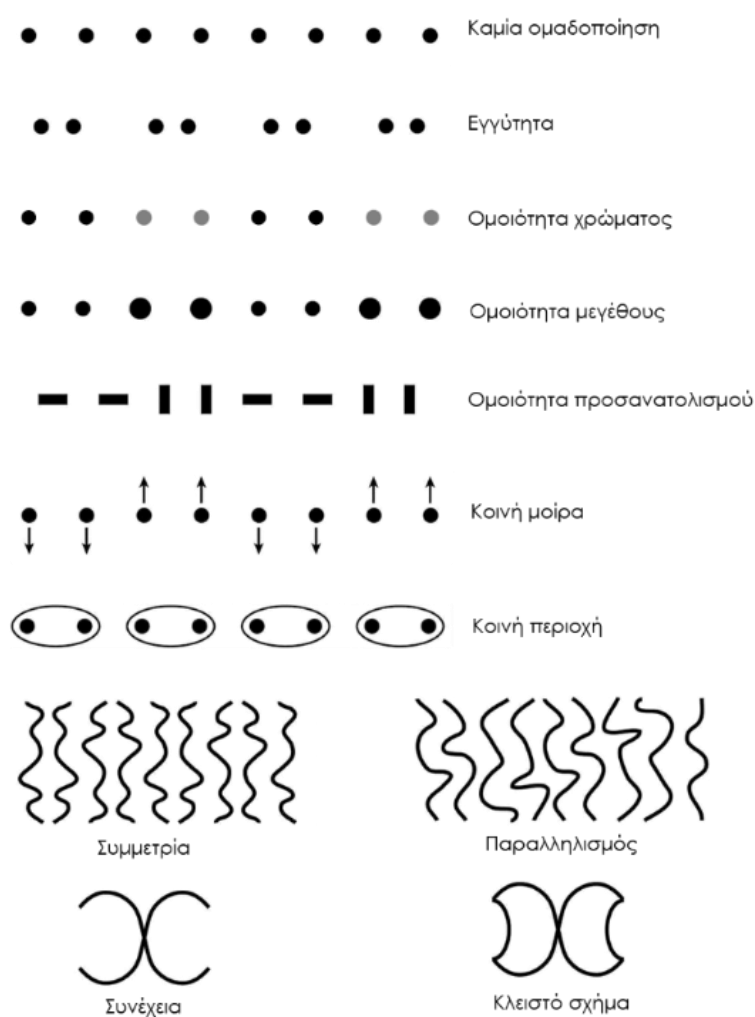 Καμία ομαδοποίηση
Εγγύτητα
Ομοιότητα χρώματος
Ομοιότητα μεγέθους
Ομοιότητα προσανατολισμού
Κοινή μοίρα
Κοινή περιοχή
Συμμετρία
Παραλληλισμός
Συνέχεια
Κλειστό σχήμα